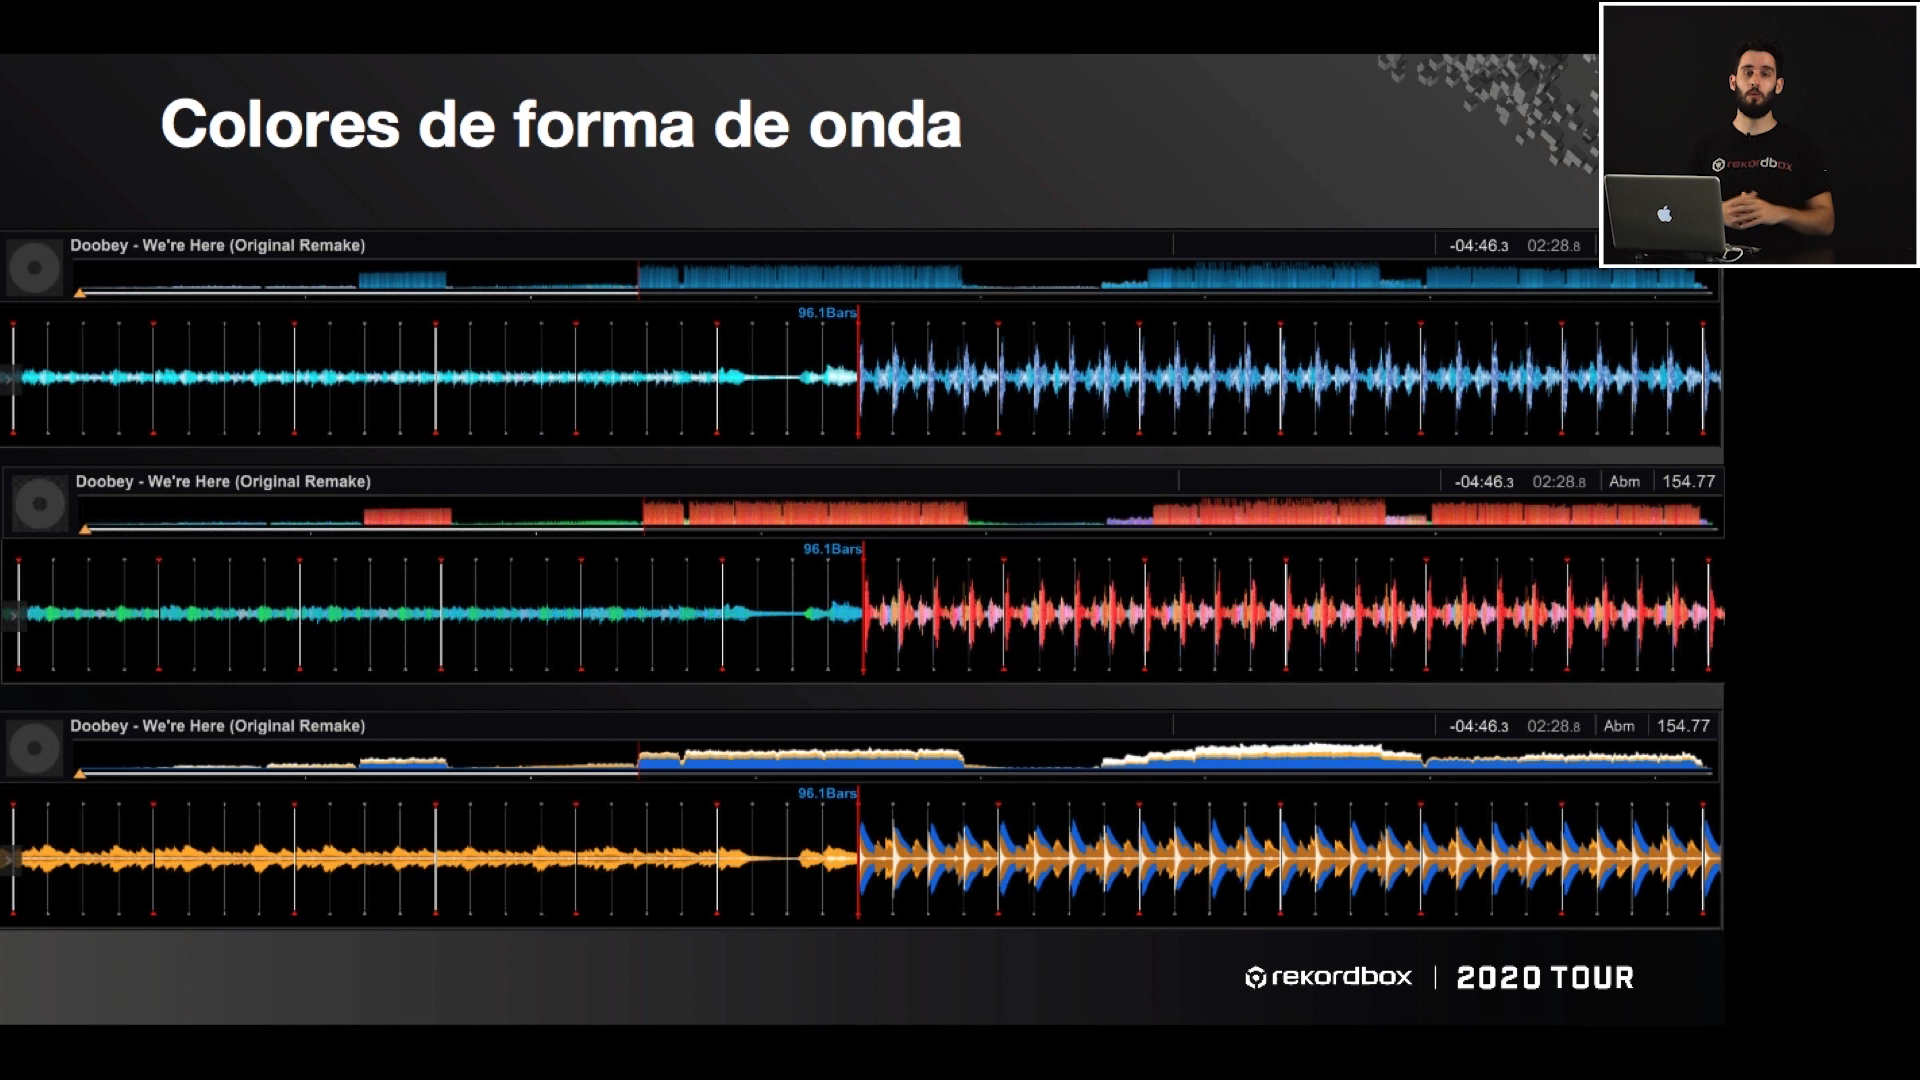 Colores de forma de onda
rekordbox
Doobey - We're Here (Original Remake) -04:46.3 02:28.8
96.1Bars
Doobey - We're Here (Original Remake) -04:46.3 02:28.8 Abm 154.77
96.1Bars
Doobey - We're Here (Original Remake) -04:46.3 02:28.8 Abm 154.77
96.1Bars
rekordbox | 2020 TOUR